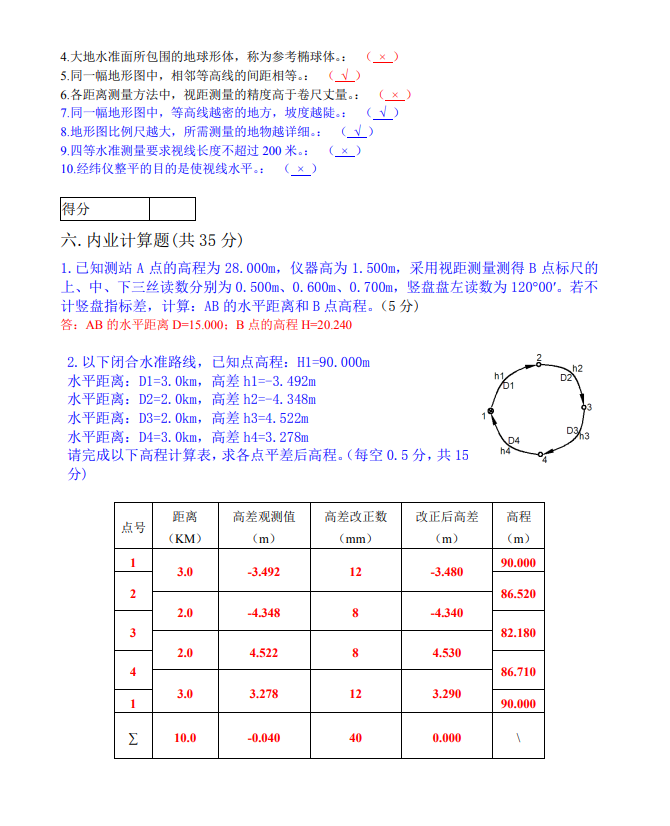 4.大地水准面所包围的地球形体，称为参考椭球体。： （ × ）
5.同一幅地形图中，相邻等高线的间距相等。： （ √ ）
6.各距离测量方法中，视距测量的精度高于卷尺丈量。： （ × ）
7.同一幅地形图中，等高线越密的地方，坡度越陡。： （ √ ）
8.地形图比例尺越大，所需测量的地物越详细。： （ √ ）
9.四等水准测量要求视线长度不超过 200 米。： （ × ）
10.经纬仪整平的目的是使视线水平。： （ × ）
得分
六.内业计算题(共 35 分)
1.已知测站 A 点的高程为 28.000m，仪器高为 1.500m，采用视距测量测得 B 点标尺的
上、中、下三丝读数分别为 0.500m、0.600m、0.700m，竖盘盘左读数为 120°00′。若不
计竖盘指标差，计算：AB 的水平距离和 B 点高程。（5 分）
答：AB 的水平距离 D=15.000；B 点的高程 H=20.240
2.以下闭合水准路线，已知点高程：H1=90.000m
水平距离：D1=3.0km，高差 h1=-3.492m
水平距离：D2=2.0km，高差 h2=-4.348m
水平距离：D3=2.0km，高差 h3=4.522m
水平距离：D4=3.0km，高差 h4=3.278m
请完成以下高程计算表，求各点平差后高程。（每空 0.5 分，共 15
分）
2
h1
D1
h2
D2
1
3
D4
h4
D3
h3
4
点号 距离 高差观测值 高差改正数 改正后高差 高程
（KM） （m） （mm） （m） （m）
1 90.000
3.0 -3.492 12 -3.480
2 86.520
2.0 -4.348 8 -4.340
3 82.180
2.0 4.522 8 4.530
4 86.710
3.0 3.278 12 3.290
1 90.000
∑ 10.0 -0.040 40 0.000 \